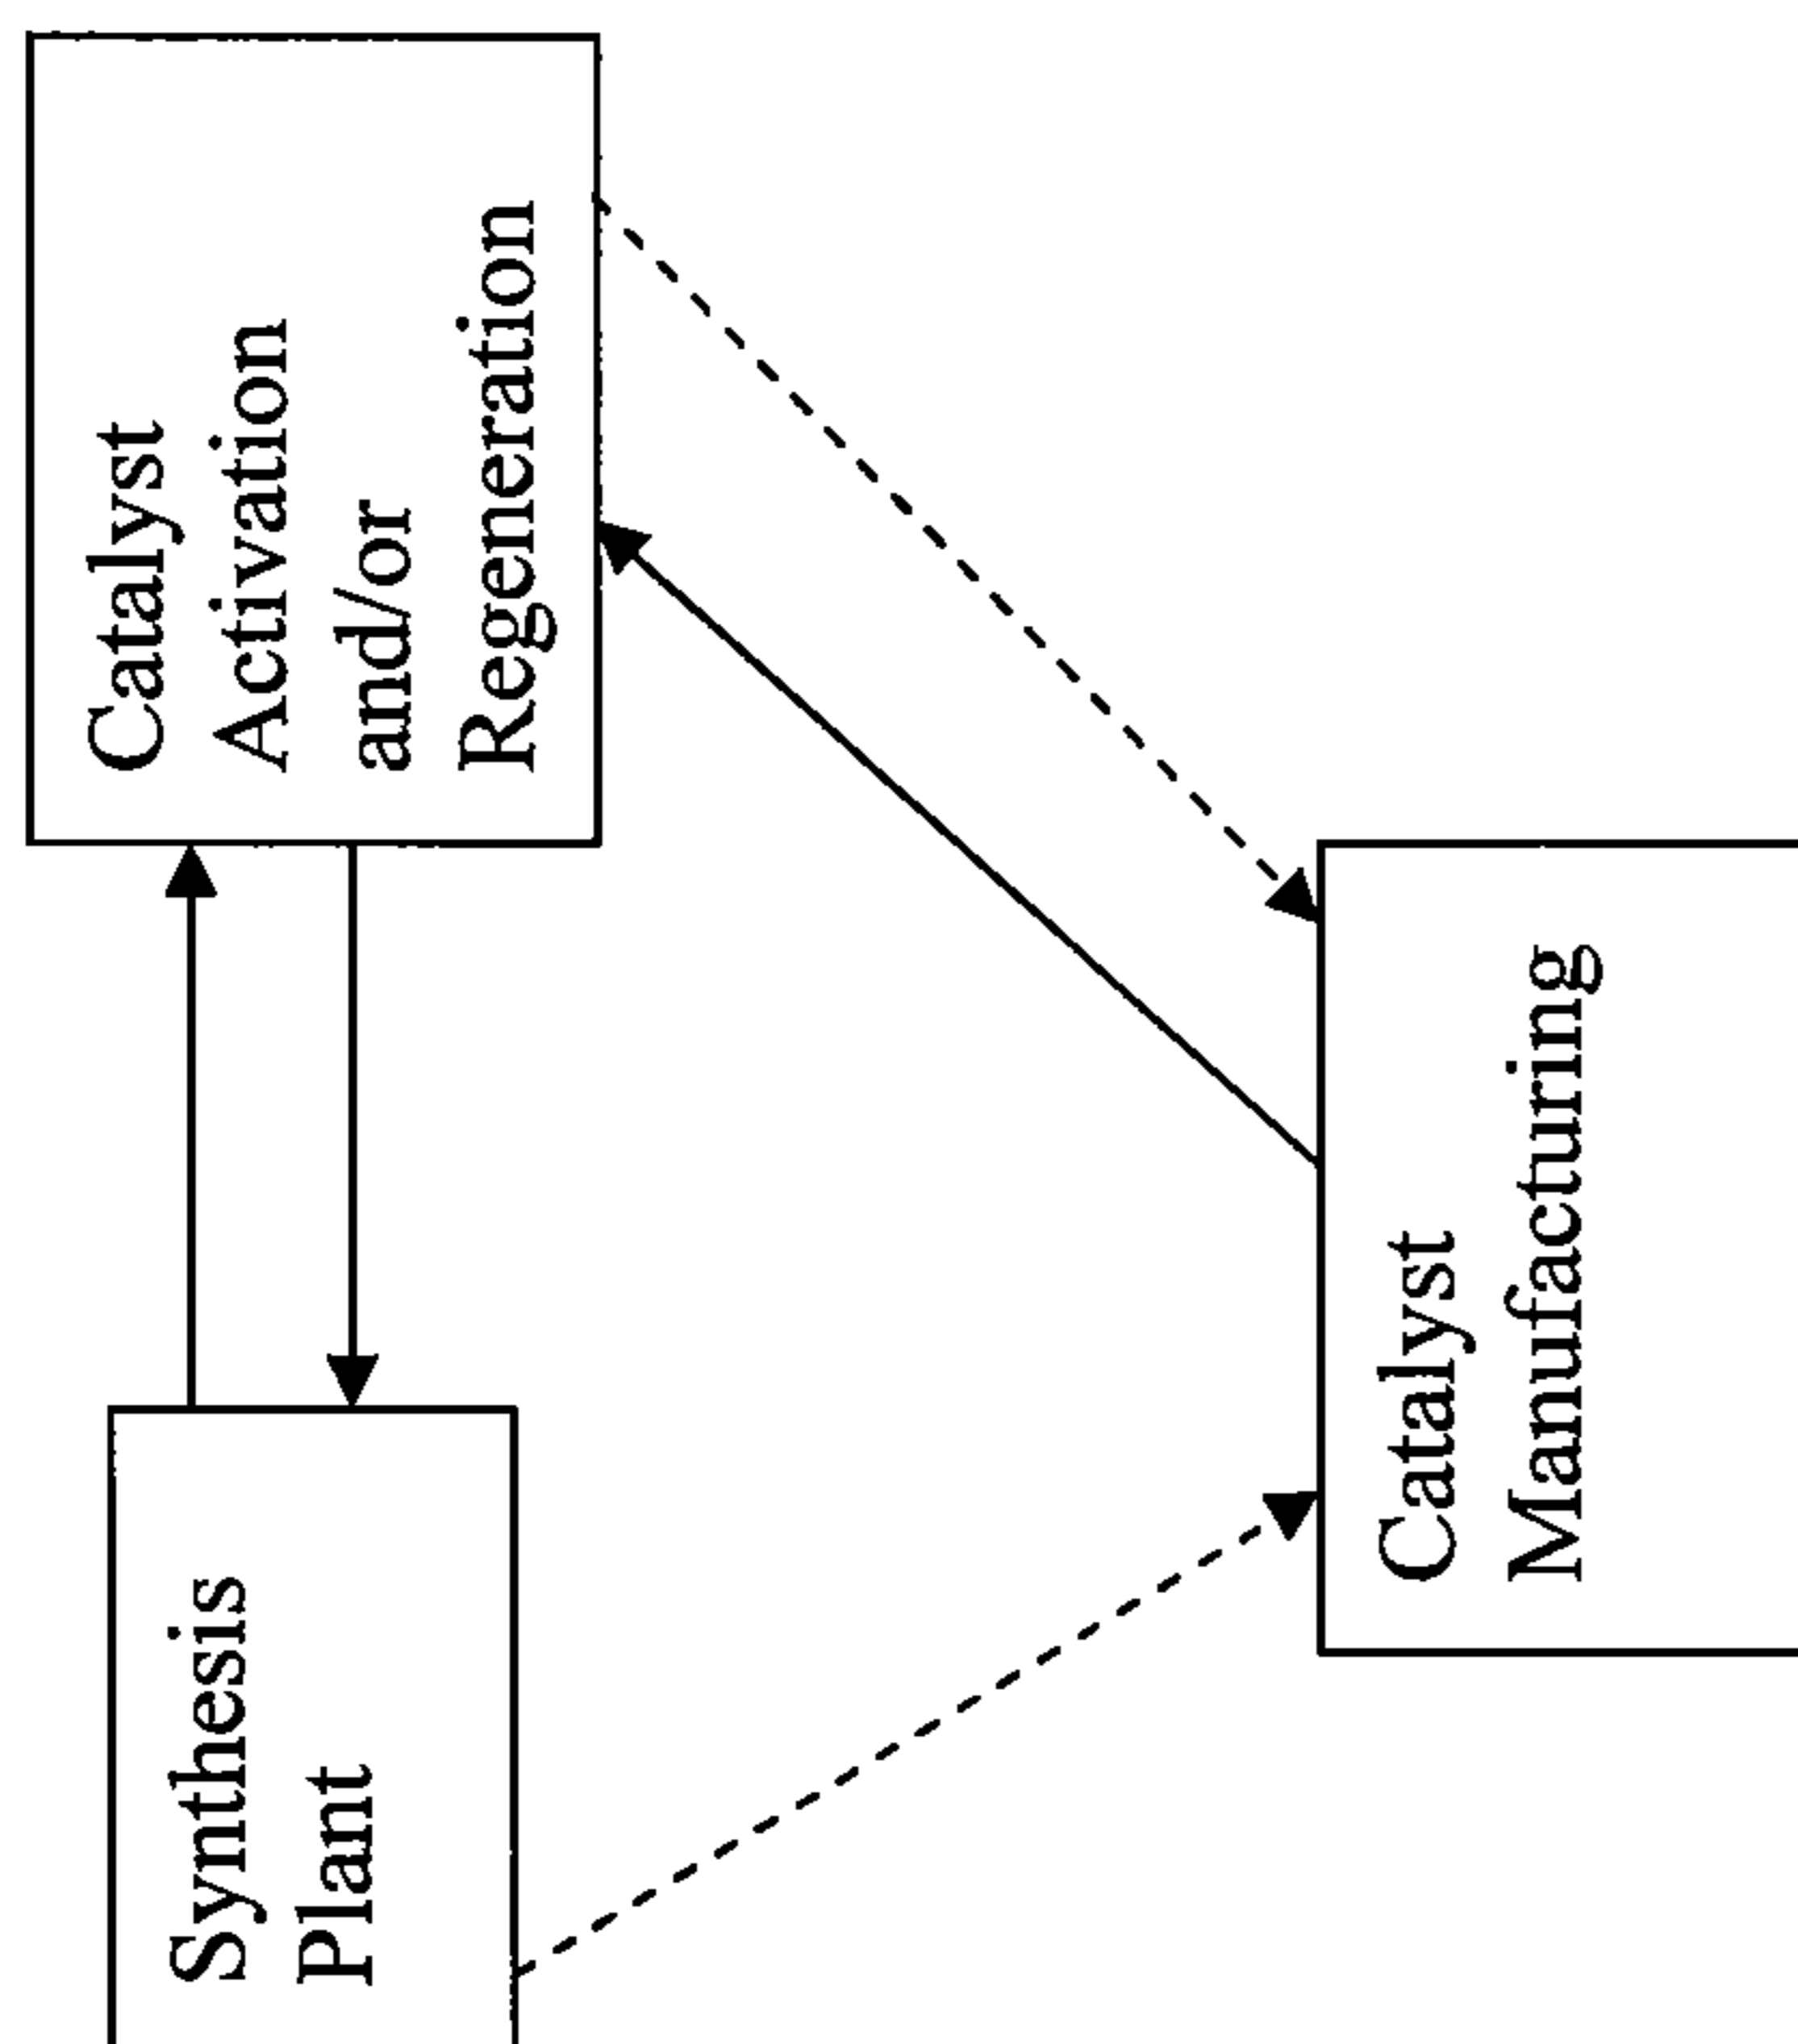 Synthesis
Plant
Catalyst
Activation
and/or
Regeneration
Catalyst
Manufacturing